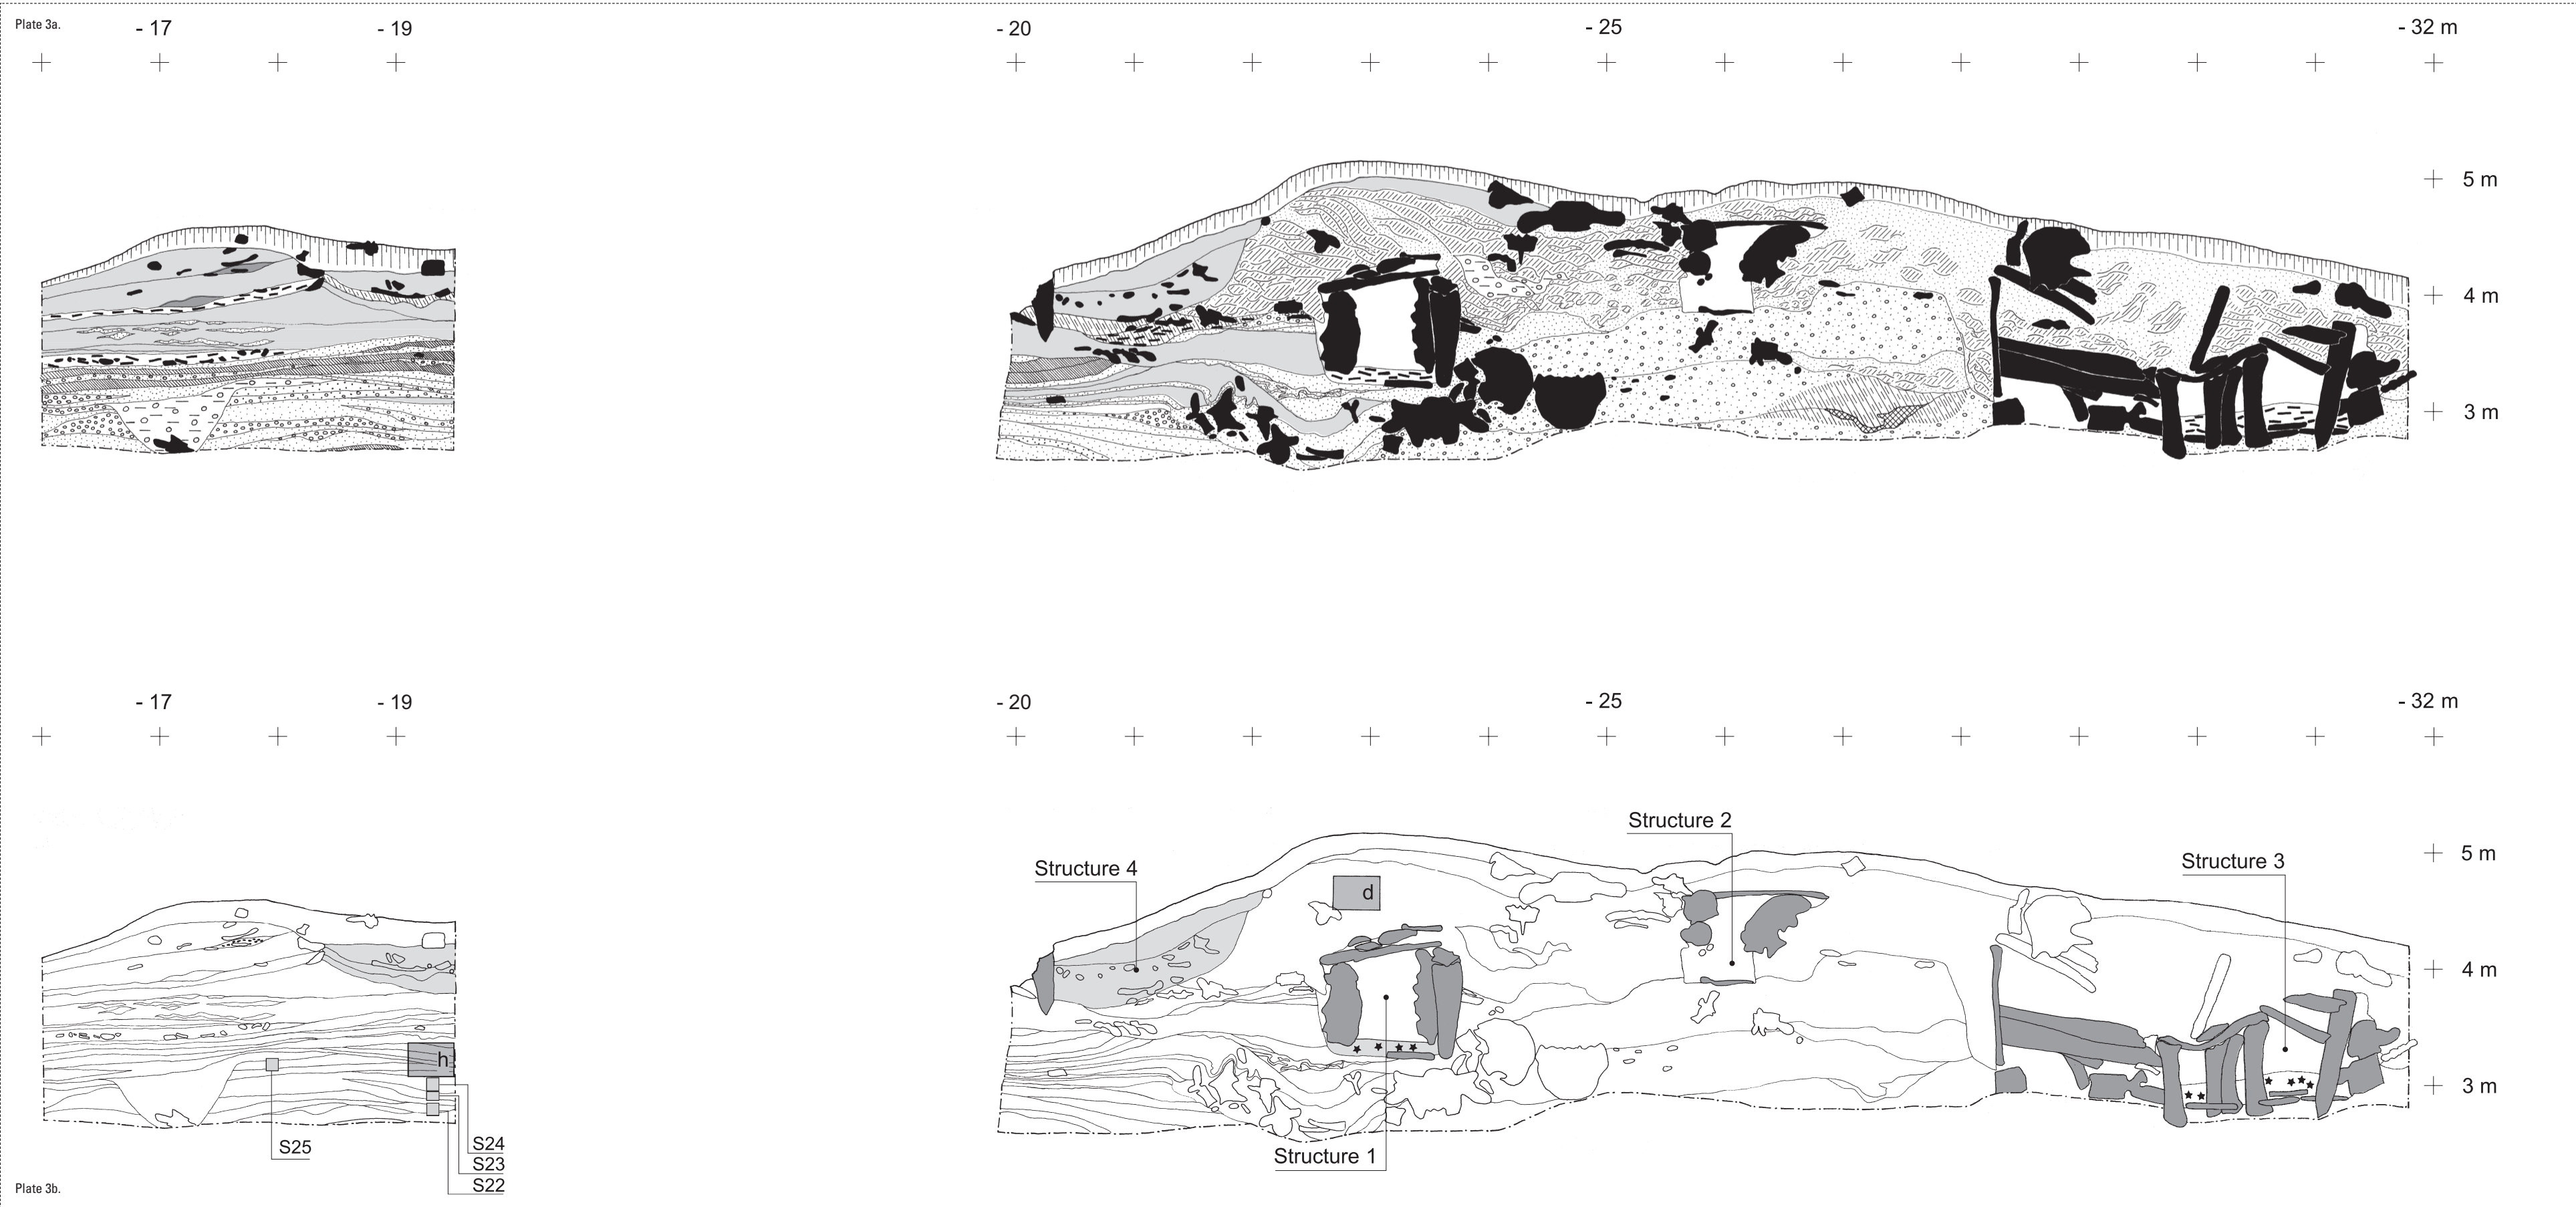 Plate 3a.
- 17 - 19 - 20 - 25 - 32 m
5 m
4 m
3 m
- 17 - 19 - 20 - 25 - 32 m
Structure 2
5 m
Structure 3
Structure 4
d
4 m
h
3 m
S25
S24
S23
S22
Structure 1
Plate 3b.